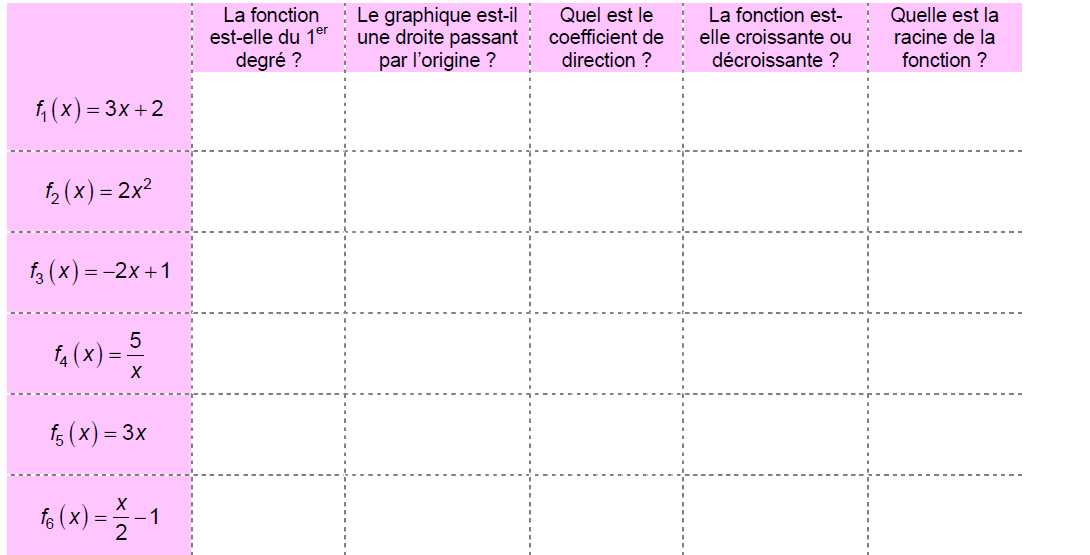 La fonction
est-elle du 1er
degré ?
Le graphique est-il
une droite passant
par l'origine ?
Quel est le
coefficient de
direction ?
La fonction est-
elle croissante ou
décroissante ?
Quelle est la
racine de la
fonction ?
f₁(x) = 3x + 2
f₂(x) = 2x²
f₃(x) = −2x + 1
f₄(x) = 5/x
f₅(x) = 3x
f₆(x) = x/2 − 1